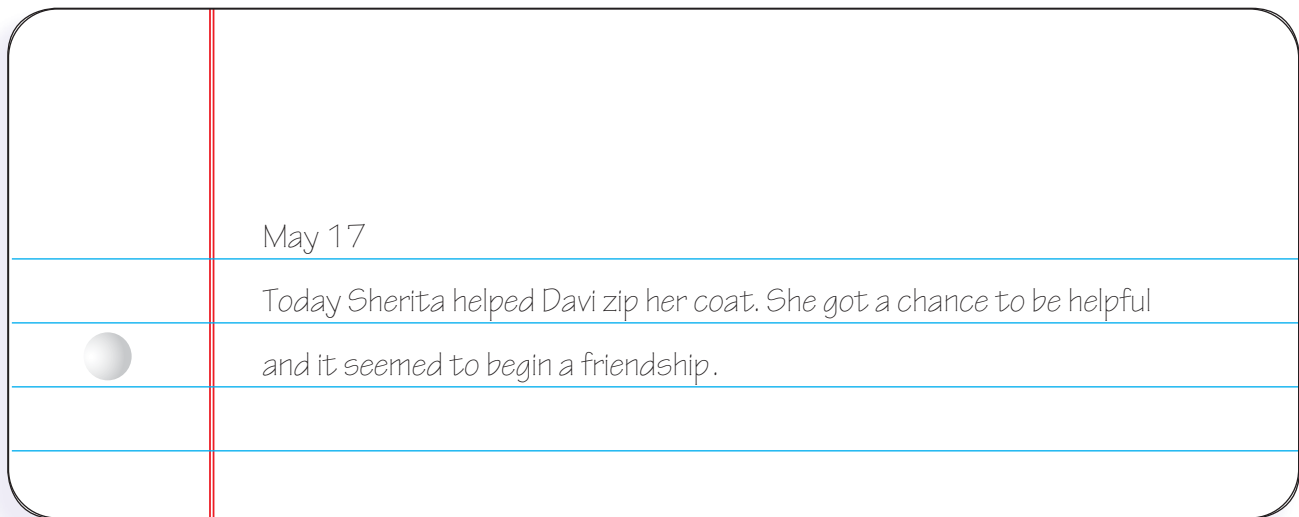 May 17
Today Sherita helped Davi zip her coat. She got a chance to be helpful
and it seemed to begin a friendship.